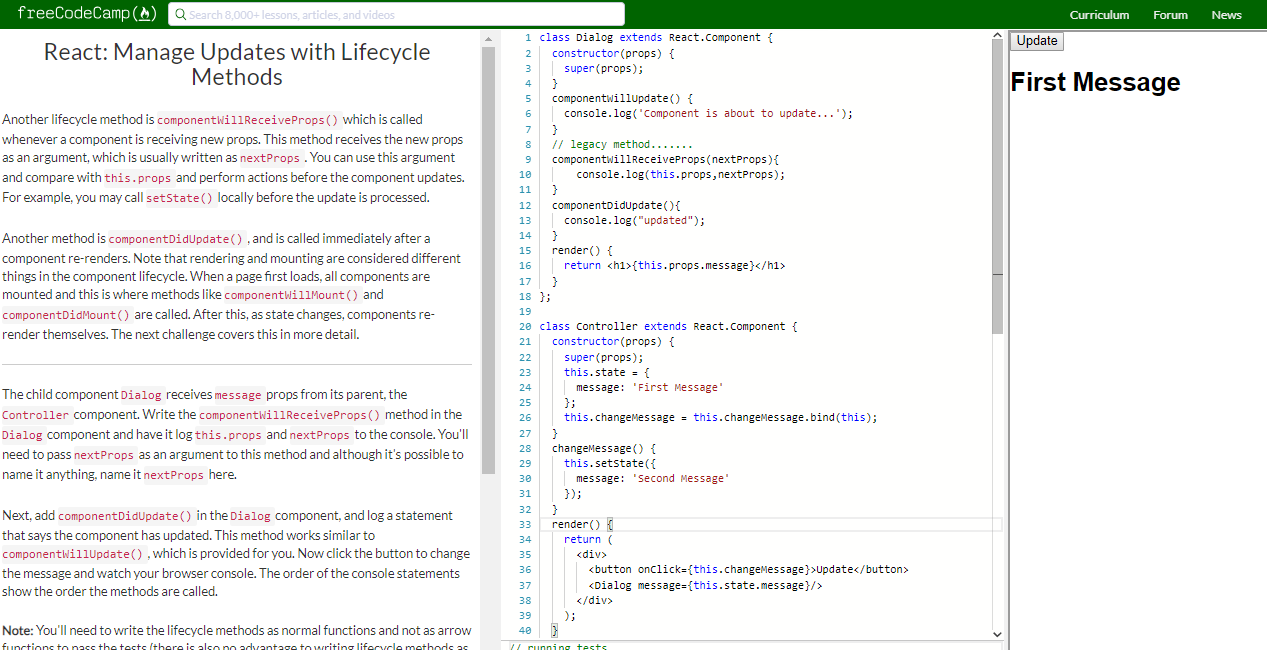 freeCodeCamp
Search 8,000+ lessons, articles, and videos
Curriculum
Forum
News
React: Manage Updates with Lifecycle
Methods
Another lifecycle method is componentWillReceiveProps() which is called
whenever a component is receiving new props. This method receives the new props
as an argument, which is usually written as nextProps . You can use this argument
and compare with this.props and perform actions before the component updates.
For example, you may call setState() locally before the update is processed.
Another method is componentDidUpdate() , and is called immediately after a
component re-renders. Note that rendering and mounting are considered different
things in the component lifecycle. When a page first loads, all components are
mounted and this is where methods like componentWillMount() and
componentDidMount() are called. After this, as state changes, components re-
render themselves. The next challenge covers this in more detail.
The child component Dialog receives message props from its parent, the
Controller component. Write the componentWillReceiveProps() method in the
Dialog component and have it log this.props and nextProps to the console. You'll
need to pass nextProps as an argument to this method and although it's possible to
name it anything, name it nextProps here.
Next, add componentDidUpdate() in the Dialog component, and log a statement
that says the component has updated. This method works similar to
componentWillUpdate() , which is provided for you. Now click the button to change
the message and watch your browser console. The order of the console statements
show the order the methods are called.
Note: You'll need to write the lifecycle methods as normal functions and not as arrow
functions to pass the tests (there is also no advantage to writing lifecycle methods as
1 class Dialog extends React.Component {
2 constructor(props) {
3 super(props);
4 }
5 componentWillUpdate() {
6 console.log('Component is about to update...');
7 }
8 // legacy method.......
9 componentWillReceiveProps(nextProps){
10 console.log(this.props,nextProps);
11 }
12 componentDidUpdate(){
13 console.log("updated");
14 }
15 render() {
16 return <h1>{this.props.message}</h1>
17 }
18 };
19
20 class Controller extends React.Component {
21 constructor(props) {
22 super(props);
23 this.state = {
24 message: 'First Message'
25 };
26 this.changeMessage = this.changeMessage.bind(this);
27 }
28 changeMessage() {
29 this.setState({
30 message: 'Second Message'
31 });
32 }
33 render() {
34 return (
35 <div>
36 <button onClick={this.changeMessage}>Update</button>
37 <Dialog message={this.state.message}/>
38 </div>
39 );
40 }
// running tests
Update
First Message